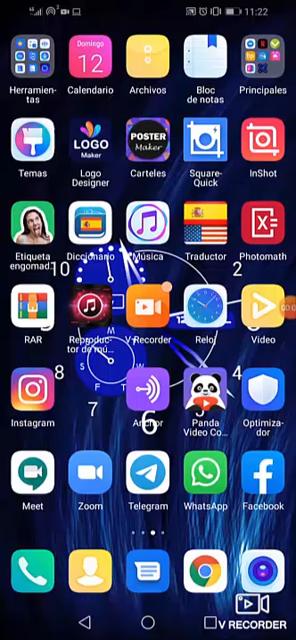 11:22
Domingo
12
Herramien-
tas
Calendario
Archivos
Bloc
de notas
Principales
LOGO
Maker
POSTER
Maker
Temas
Logo
Designer
Carteles
Square-
Quick
InShot
Etiqueta
engomad...
Diccionario
Música
Traductor
Photomath
10
2
RAR
Reproduc-
tor de mú...
V Recorder
Reloj
Video
M
S
F
T
W
8
4
7
6
5
Instagram
Anchor
Panda
Video Co...
Optimiza-
dor
Meet
Zoom
Telegram
WhatsApp
Facebook
V RECORDER